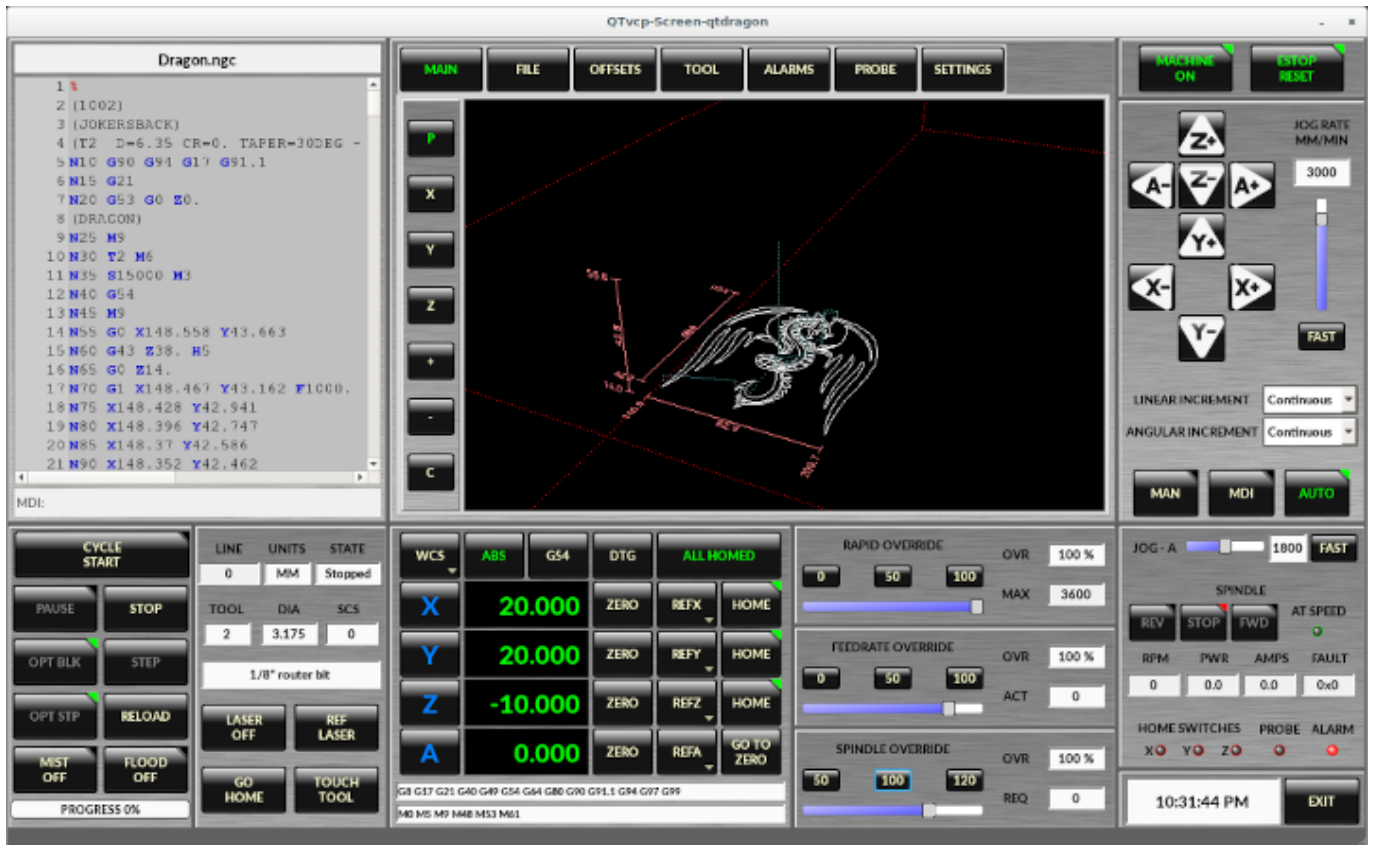 QTvcp-Screen-qtdragon
Dragon.ngc
1 %
2 (1002)
3 (JOKERSBACK)
4 (T2 D=6.35 CR=0. TAPER=30DEG -
5 N10 G90 G94 G17 G91.1
6 N15 G21
7 N20 G53 G0 Z0.
8 (DRAGON)
9 N25 M9
10 N30 T2 M6
11 N35 S15000 M3
12 N40 G54
13 N45 M9
14 N55 G0 X148.558 Y43.663
15 N60 G43 Z38. H5
16 N65 G0 Z14.
17 N70 G1 X148.467 Y43.162 F1000.
18 N75 X148.428 Y42.941
19 N80 X148.396 Y42.747
20 N85 X148.37 Y42.586
21 N90 X148.352 Y42.462
MDI:
MAIN FILE OFFSETS TOOL ALARMS PROBE SETTINGS
P
X
Y
Z
+
-
C
MACHINE ON
ESTOP RESET
JOG RATE
MM/MIN
3000
Z+
A- Z- A+
Y+
X- X+
Y-
FAST
LINEAR INCREMENT Continuous
ANGULAR INCREMENT Continuous
MAN MDI AUTO
CYCLE START
PAUSE STOP
OPT BLK STEP
OPT STP RELOAD
MIST OFF FLOOD OFF
PROGRESS 0%
LINE UNITS STATE
0 MM Stopped
TOOL DIA SCS
2 3.175 0
1/8" router bit
LASER OFF REF LASER
GO HOME TOUCH TOOL
WCS ABS G54 DTG ALL HOMED
X 20.000 ZERO REFX HOME
Y 20.000 ZERO REFY HOME
Z -10.000 ZERO REFZ HOME
A 0.000 ZERO REFA GO TO ZERO
G8 G17 G21 G40 G49 G54 G64 G80 G90 G91.1 G94 G97 G99
M0 M5 M9 M48 M53 M61
RAPID OVERRIDE OVR 100 %
0 50 100 MAX 3600
FEEDRATE OVERRIDE OVR 100 %
0 50 100 ACT 0
SPINDLE OVERRIDE OVR 100 %
50 100 120 REQ 0
JOG - A 1800 FAST
SPINDLE
REV STOP FWD AT SPEED
RPM PWR AMPS FAULT
0 0.0 0.0 0x0
HOME SWITCHES PROBE ALARM
X Y Z
10:31:44 PM EXIT